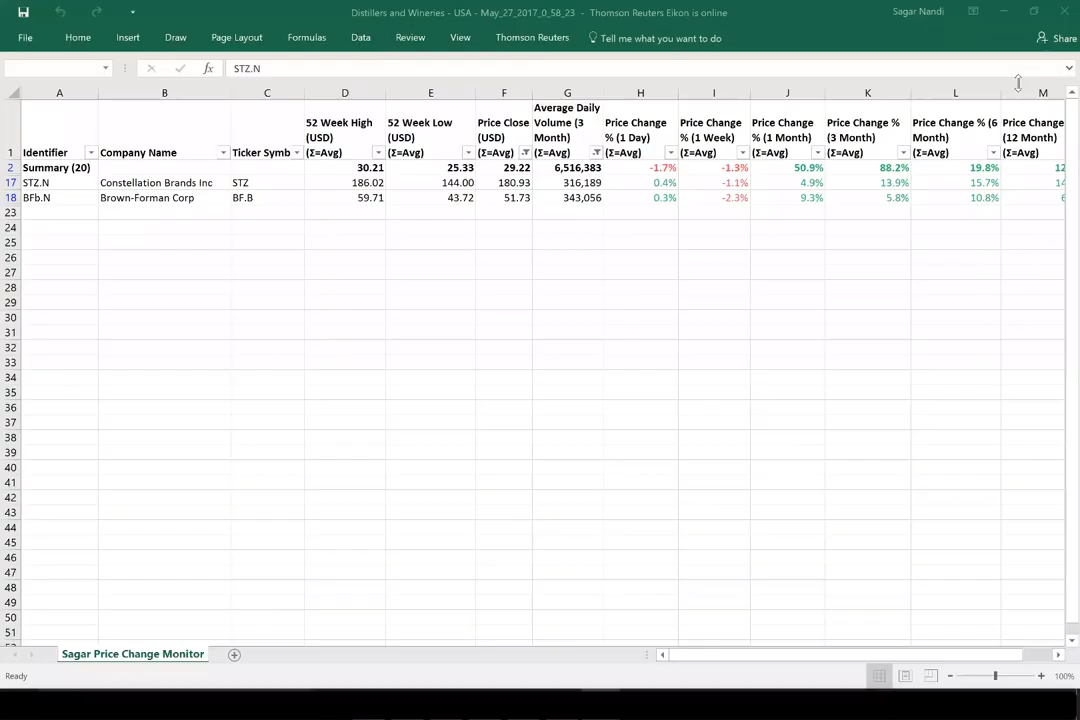 Distillers and Wineries - USA - May_27_2017_0_58_23 - Thomson Reuters Eikon is online
Sagar Nandi
File Home Insert Draw Page Layout Formulas Data Review View Thomson Reuters Tell me what you want to do Share
fx STZ.N
A B C D E F G H I J K L M
1 Identifier Company Name Ticker Symb 52 Week High (USD) (Σ=Avg) 52 Week Low (USD) (Σ=Avg) Price Close (USD) (Σ=Avg) Average Daily Volume (3 Month) (Σ=Avg) Price Change % (1 Day) (Σ=Avg) Price Change % (1 Week) (Σ=Avg) Price Change % (1 Month) (Σ=Avg) Price Change % (3 Month) (Σ=Avg) Price Change % (6 Month) (Σ=Avg) Price Change (12 Month) (Σ=Avg)
2 Summary (20) 30.21 25.33 29.22 6,516,383 -1.7% -1.3% 50.9% 88.2% 19.8% 12
17 STZ.N Constellation Brands Inc STZ 186.02 144.00 180.93 316,189 0.4% -1.1% 4.9% 13.9% 15.7% 14
18 BFb.N Brown-Forman Corp BF.B 59.71 43.72 51.73 343,056 0.3% -2.3% 9.3% 5.8% 10.8% 6
23
24
25
26
27
28
29
30
31
32
33
34
35
36
37
38
39
40
41
42
43
44
45
46
47
48
49
50
51
Sagar Price Change Monitor
Ready 100%